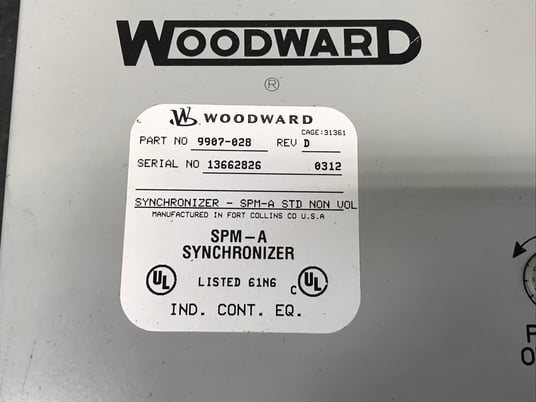 WOODWARD
®
WOODWARD
CAGE:31361
PART NO 9907-028 REV D
SERIAL NO 13662826 0312
SYNCHRONIZER - SPM-A STD NON VOL
MANUFACTURED IN FORT COLLINS CO U.S.A
SPM-A
SYNCHRONIZER
UL LISTED 61N6 C UL
IND. CONT. EQ.